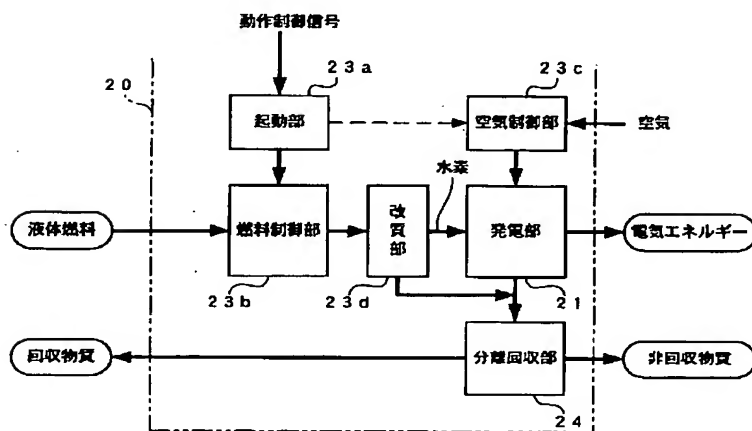 動作制御信号
23a
23c
20
起動部
空気制御部
空気
水素
液体燃料
燃料制御部
改質部
発電部
電気エネルギー
23b
23d
21
回収物質
分離回収部
非回収物質
24